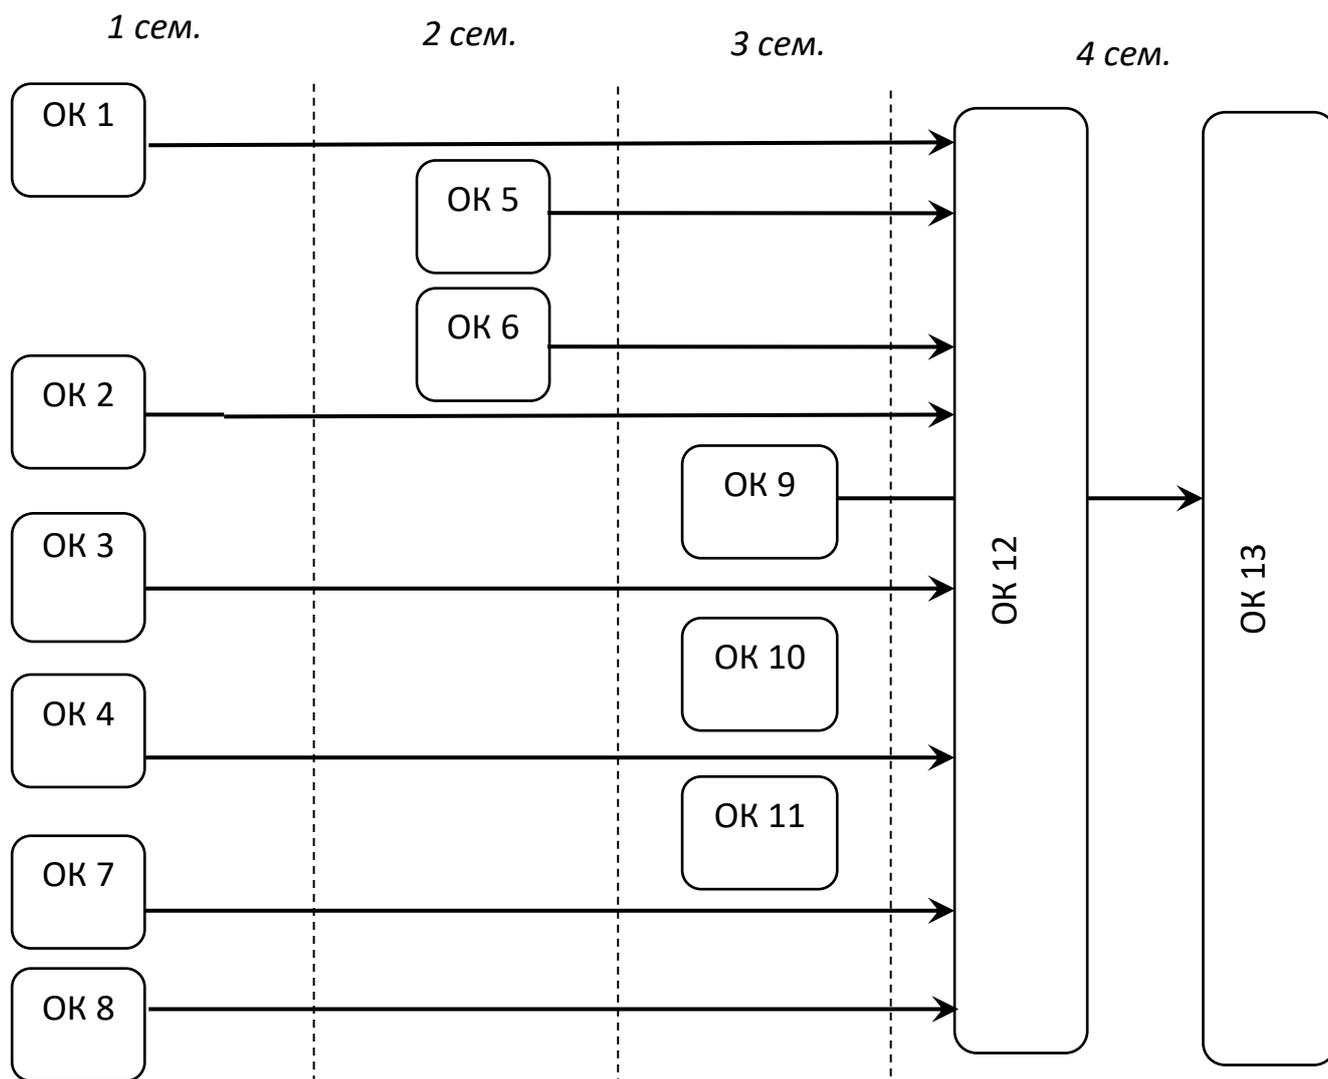 1 сем.
2 сем.
3 сем.
4 сем.
ОК 1
ОК 5
ОК 6
ОК 2
ОК 9
ОК 3
ОК 12
ОК 13
ОК 10
ОК 4
ОК 11
ОК 7
ОК 8